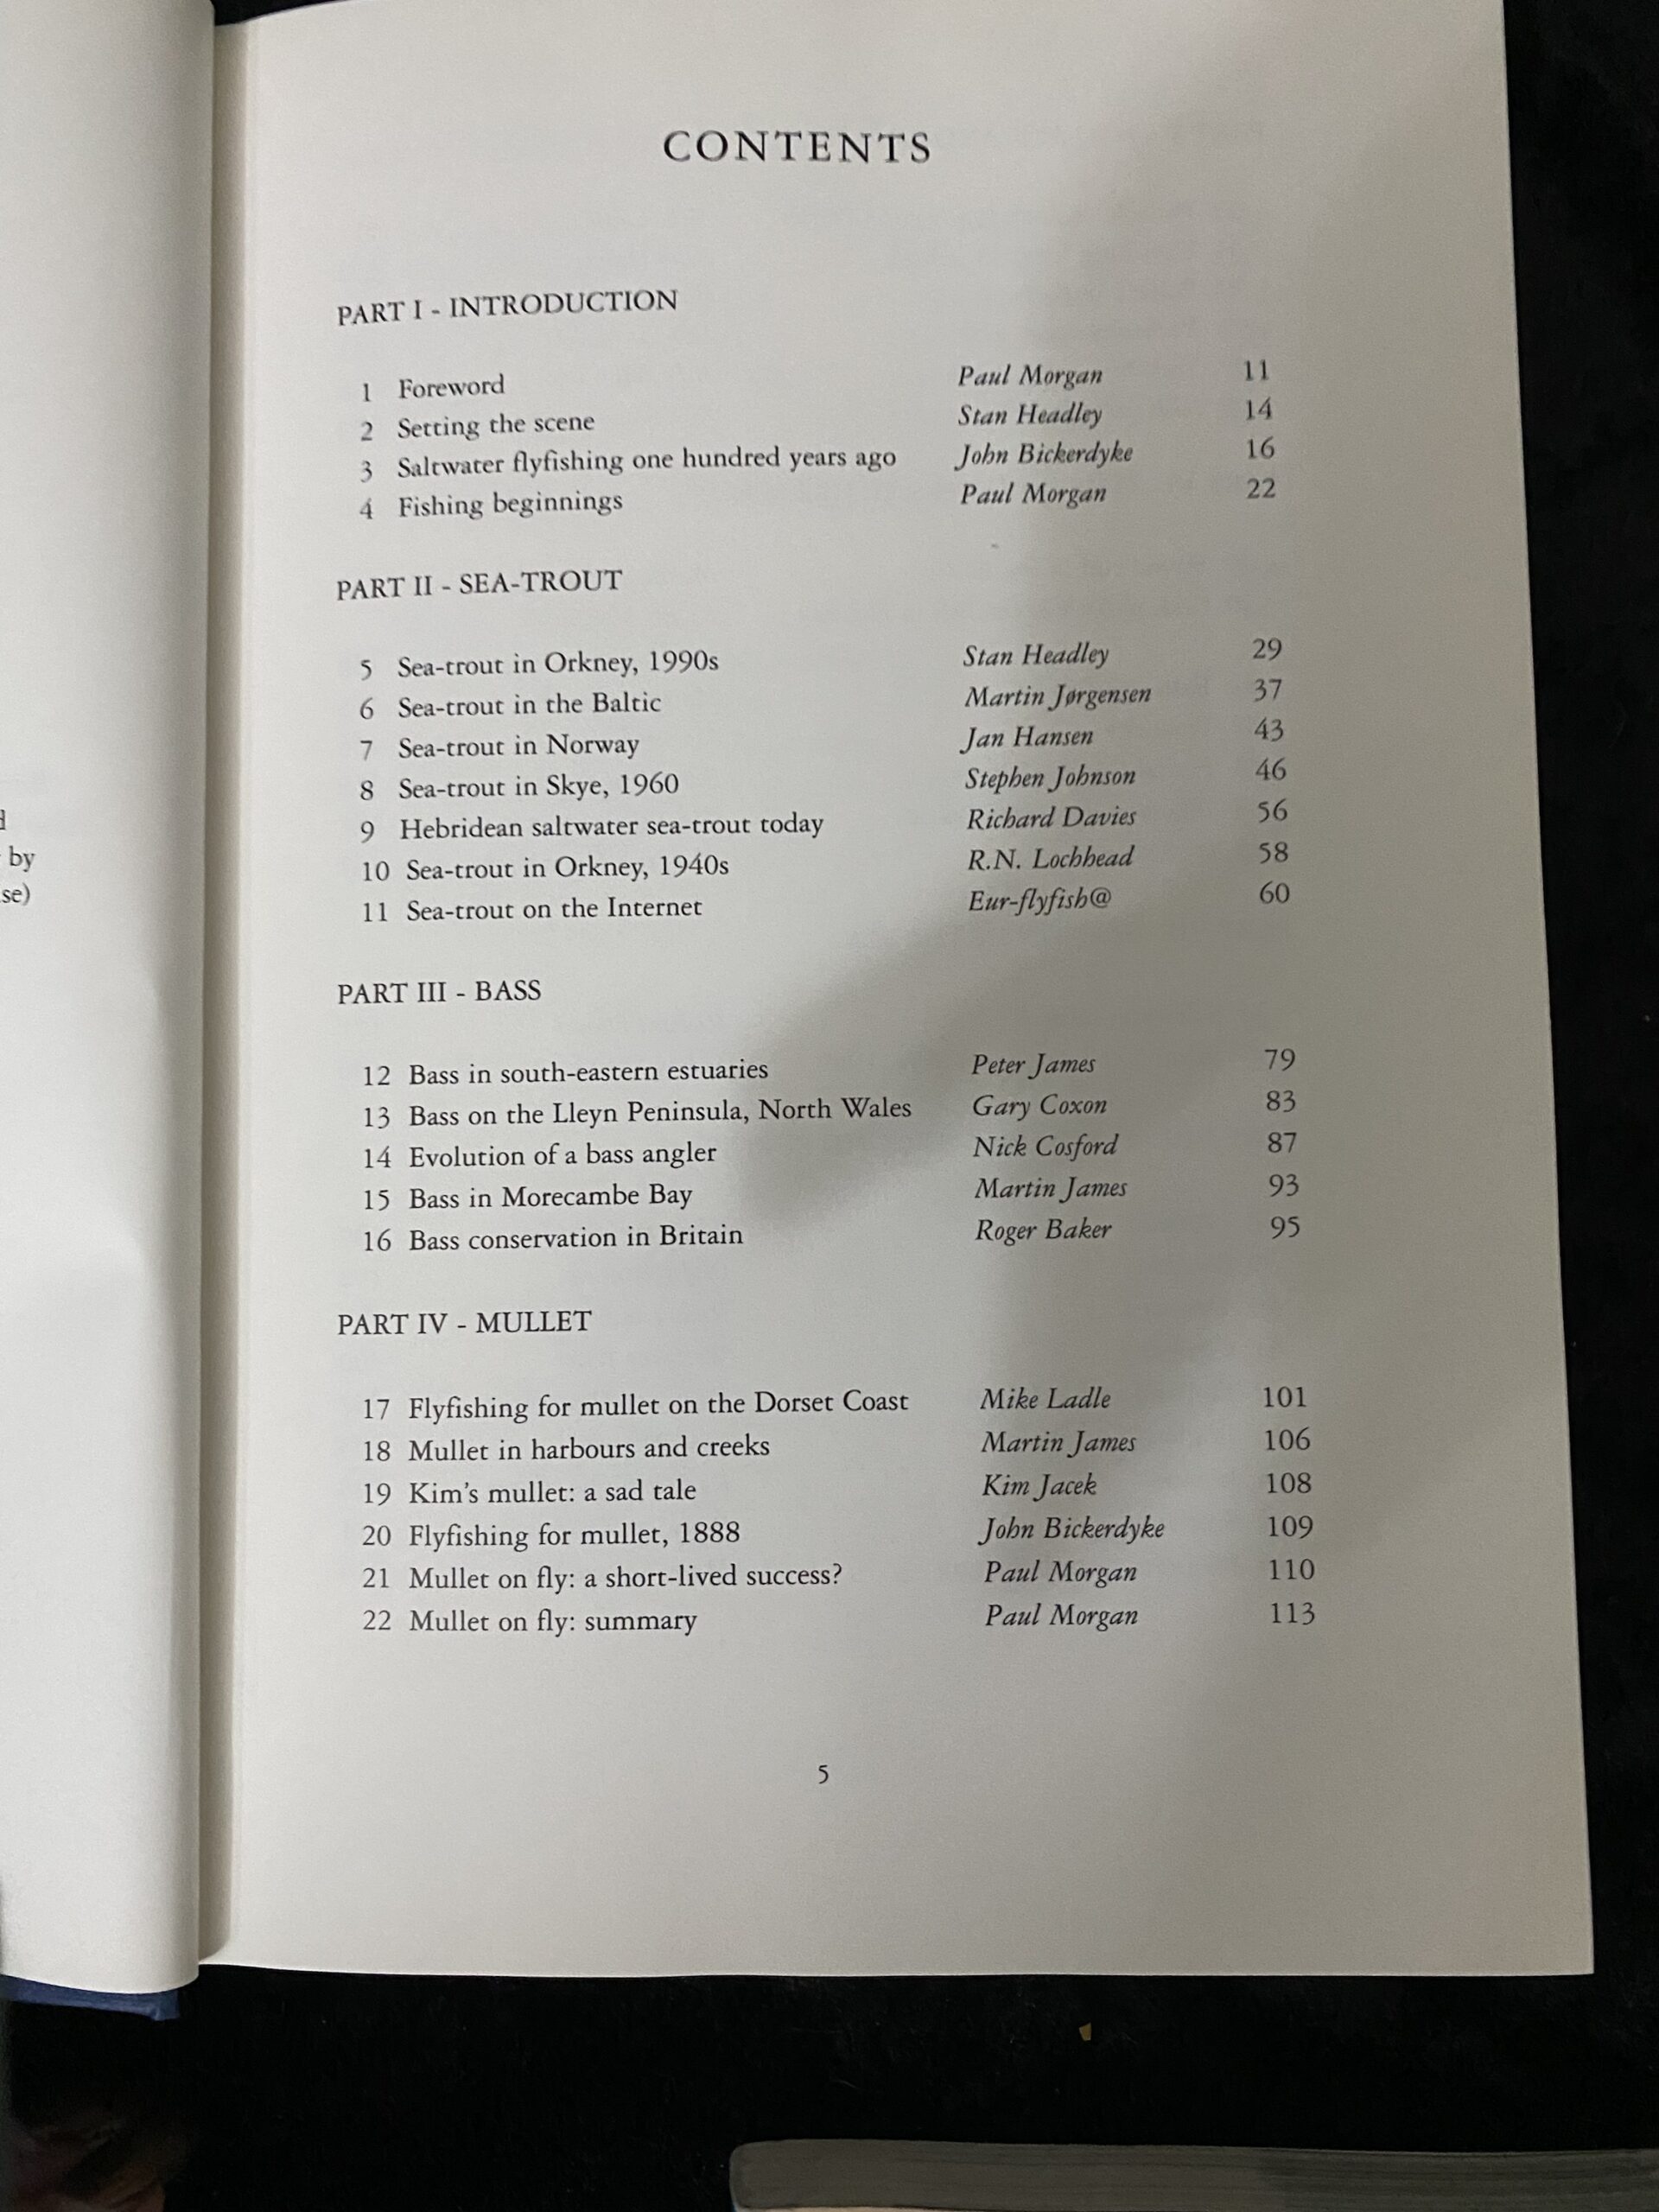 by
se)
CONTENTS
PART I - INTRODUCTION
1 Foreword Paul Morgan 11
2 Setting the scene Stan Headley 14
3 Saltwater flyfishing one hundred years ago John Bickerdyke 16
4 Fishing beginnings Paul Morgan 22
PART II - SEA-TROUT
5 Sea-trout in Orkney, 1990s Stan Headley 29
6 Sea-trout in the Baltic Martin Jørgensen 37
7 Sea-trout in Norway Jan Hansen 43
8 Sea-trout in Skye, 1960 Stephen Johnson 46
9 Hebridean saltwater sea-trout today Richard Davies 56
10 Sea-trout in Orkney, 1940s R.N. Lochhead 58
11 Sea-trout on the Internet Eur-flyfish@ 60
PART III - BASS
12 Bass in south-eastern estuaries Peter James 79
13 Bass on the Lleyn Peninsula, North Wales Gary Coxon 83
14 Evolution of a bass angler Nick Cosford 87
15 Bass in Morecambe Bay Martin James 93
16 Bass conservation in Britain Roger Baker 95
PART IV - MULLET
17 Flyfishing for mullet on the Dorset Coast Mike Ladle 101
18 Mullet in harbours and creeks Martin James 106
19 Kim's mullet: a sad tale Kim Jacek 108
20 Flyfishing for mullet, 1888 John Bickerdyke 109
21 Mullet on fly: a short-lived success? Paul Morgan 110
22 Mullet on fly: summary Paul Morgan 113
5